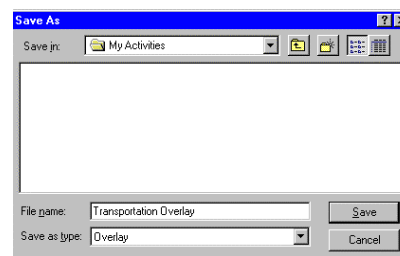 Save As
Save in: My Activities
File name: Transportation Overlay Save
Save as type: Overlay Cancel